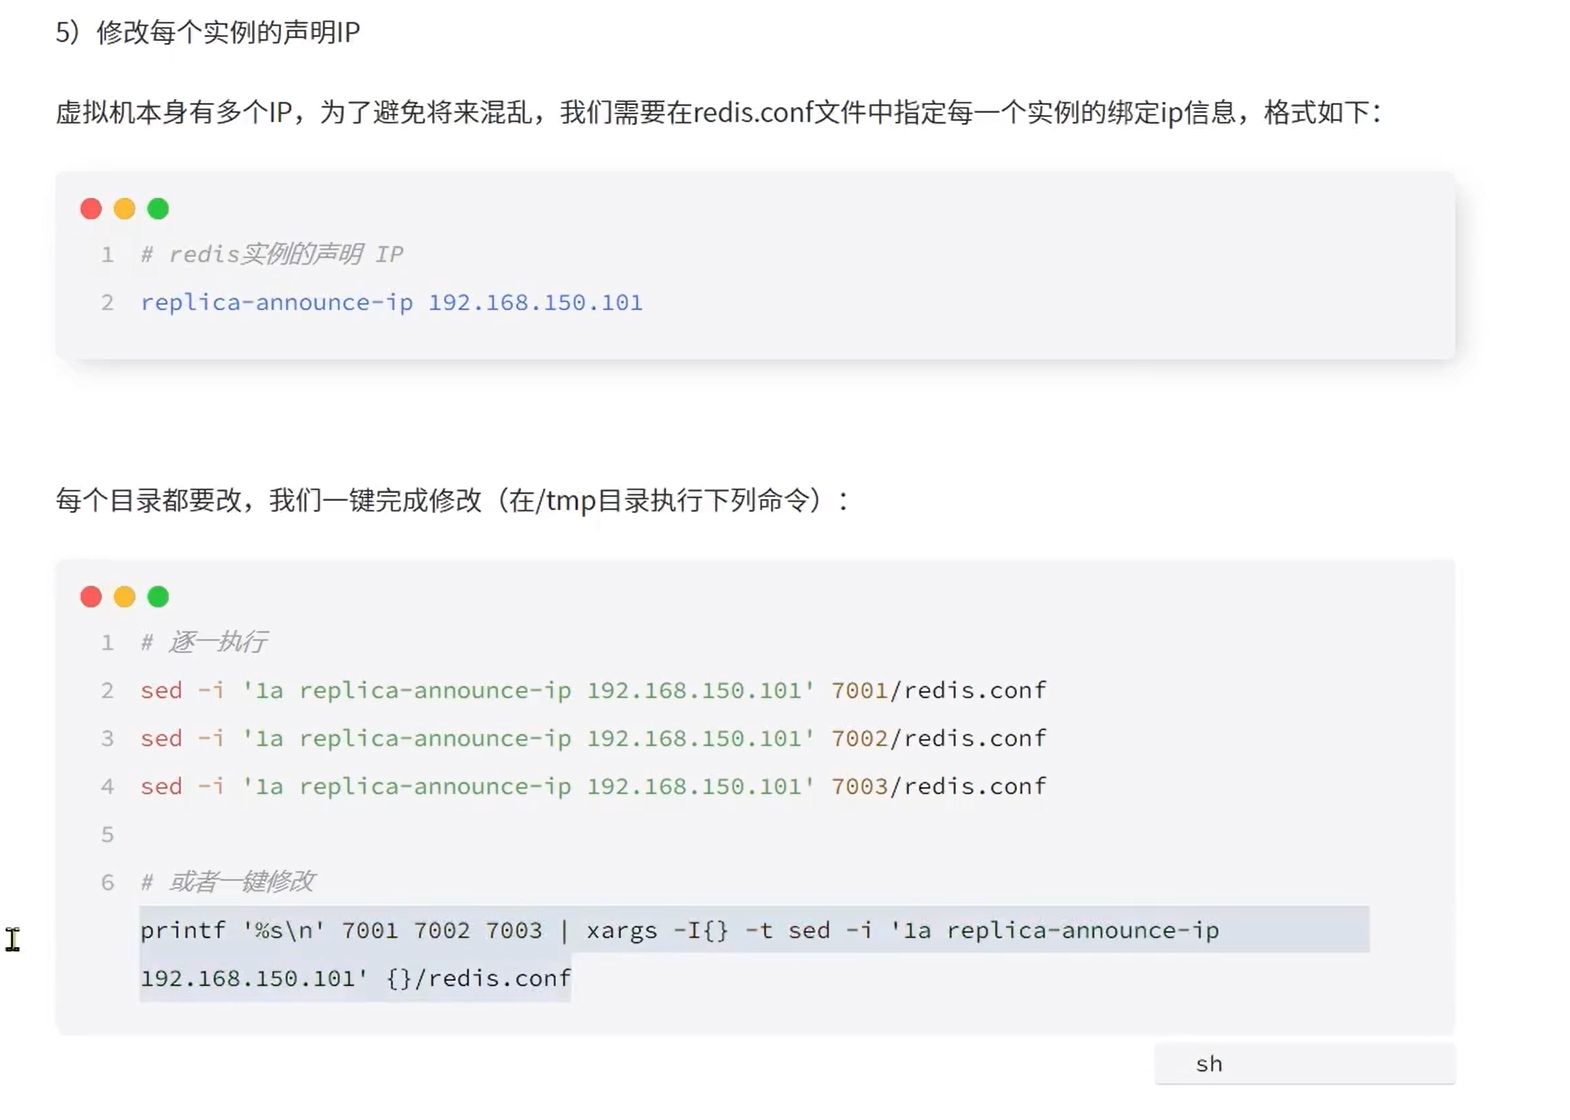 5）修改每个实例的声明IP
虚拟机本身有多个IP，为了避免将来混乱，我们需要在redis.conf文件中指定每一个实例的绑定ip信息，格式如下：
1 # redis实例的声明 IP
2 replica-announce-ip 192.168.150.101
每个目录都要改，我们一键完成修改（在/tmp目录执行下列命令）：
1 # 逐一执行
2 sed -i '1a replica-announce-ip 192.168.150.101' 7001/redis.conf
3 sed -i '1a replica-announce-ip 192.168.150.101' 7002/redis.conf
4 sed -i '1a replica-announce-ip 192.168.150.101' 7003/redis.conf
5
6 # 或者一键修改
printf '%s\n' 7001 7002 7003 | xargs -I{} -t sed -i '1a replica-announce-ip
192.168.150.101' {}/redis.conf
sh